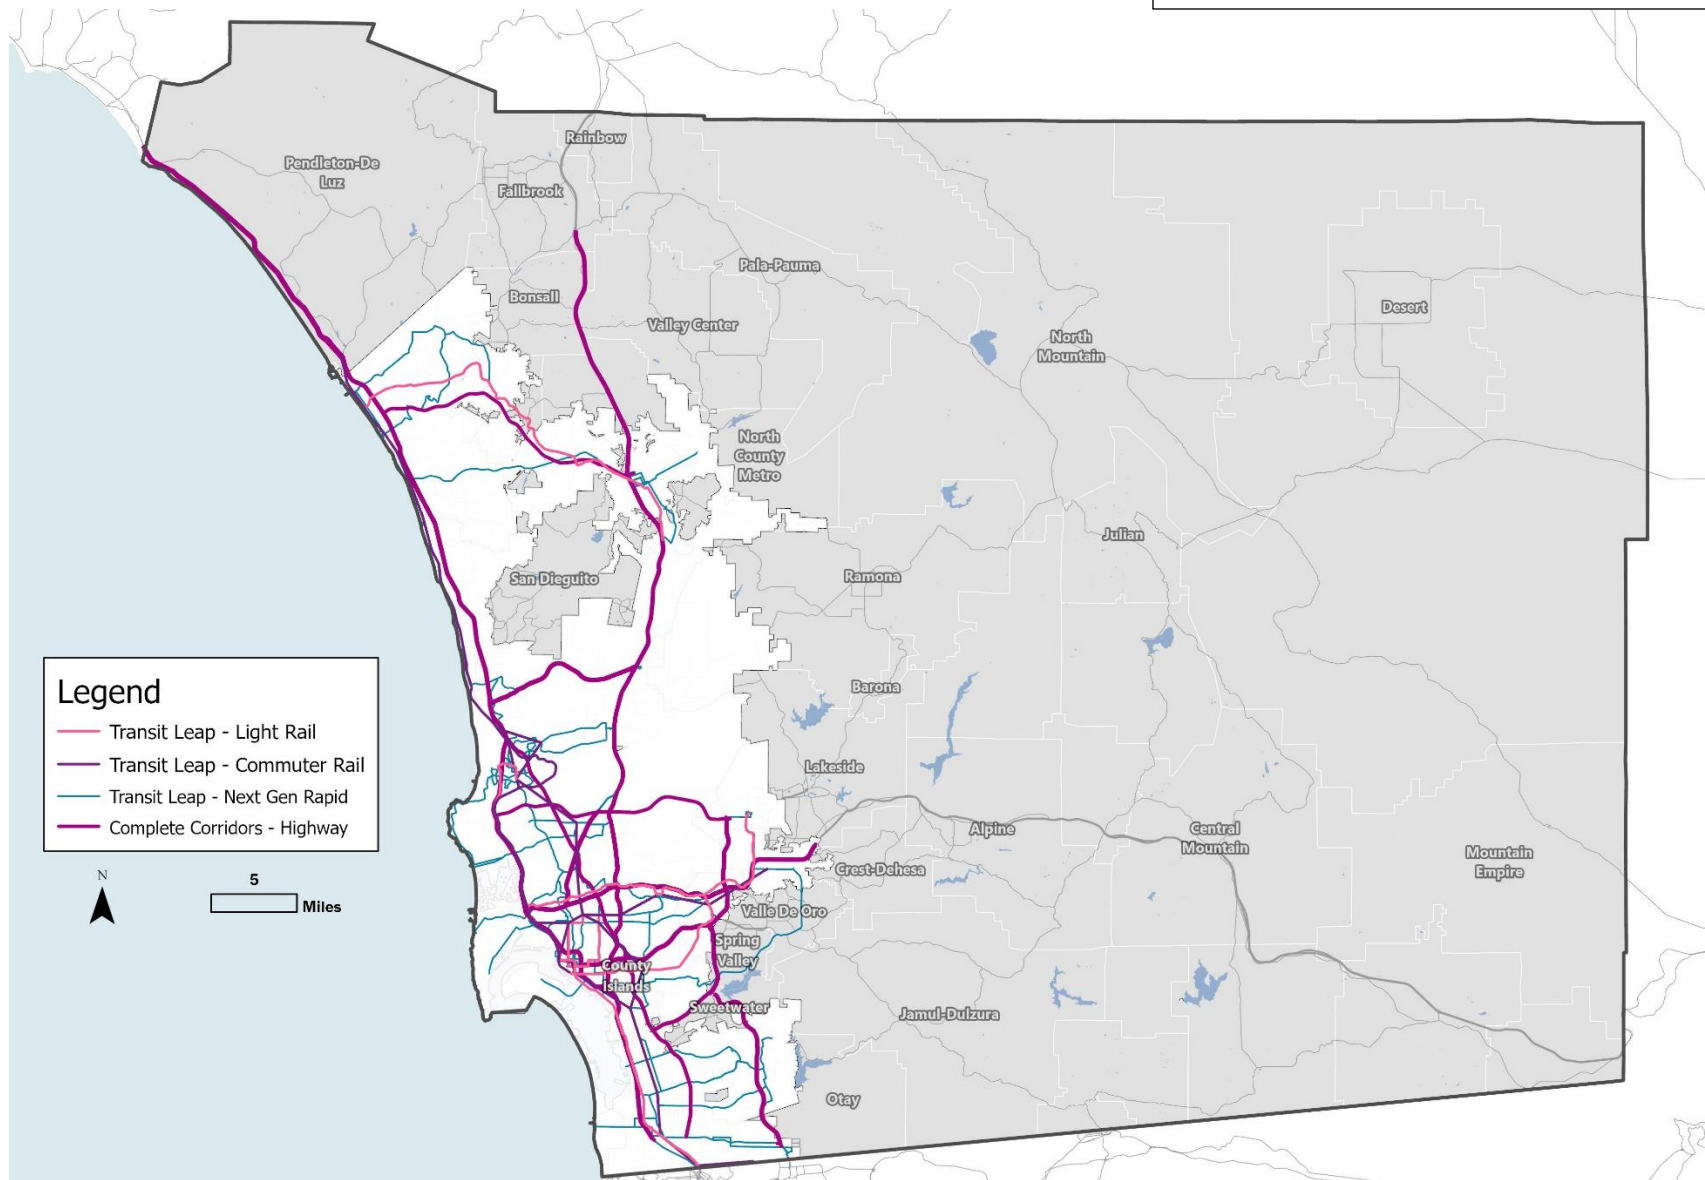 Rainbow
Pendleton-De
Luz
Fallbrook
Pala-Pauma
Bonsall
Desert
Valley Center
North
Mountain
North
County
Metro
Julian
San Dieguito
Ramona
Barona
Legend
Transit Leap - Light Rail
Transit Leap - Commuter Rail
Transit Leap - Next Gen Rapid
Complete Corridors - Highway
Lakeside
Alpine
Central
Mountain
Mountain
Empire
Crest-Dehesa
N
5
Miles
Valle De Oro
Spring
Valley
County
Islands
Sweetwater
Jamul-Dulzura
Otay